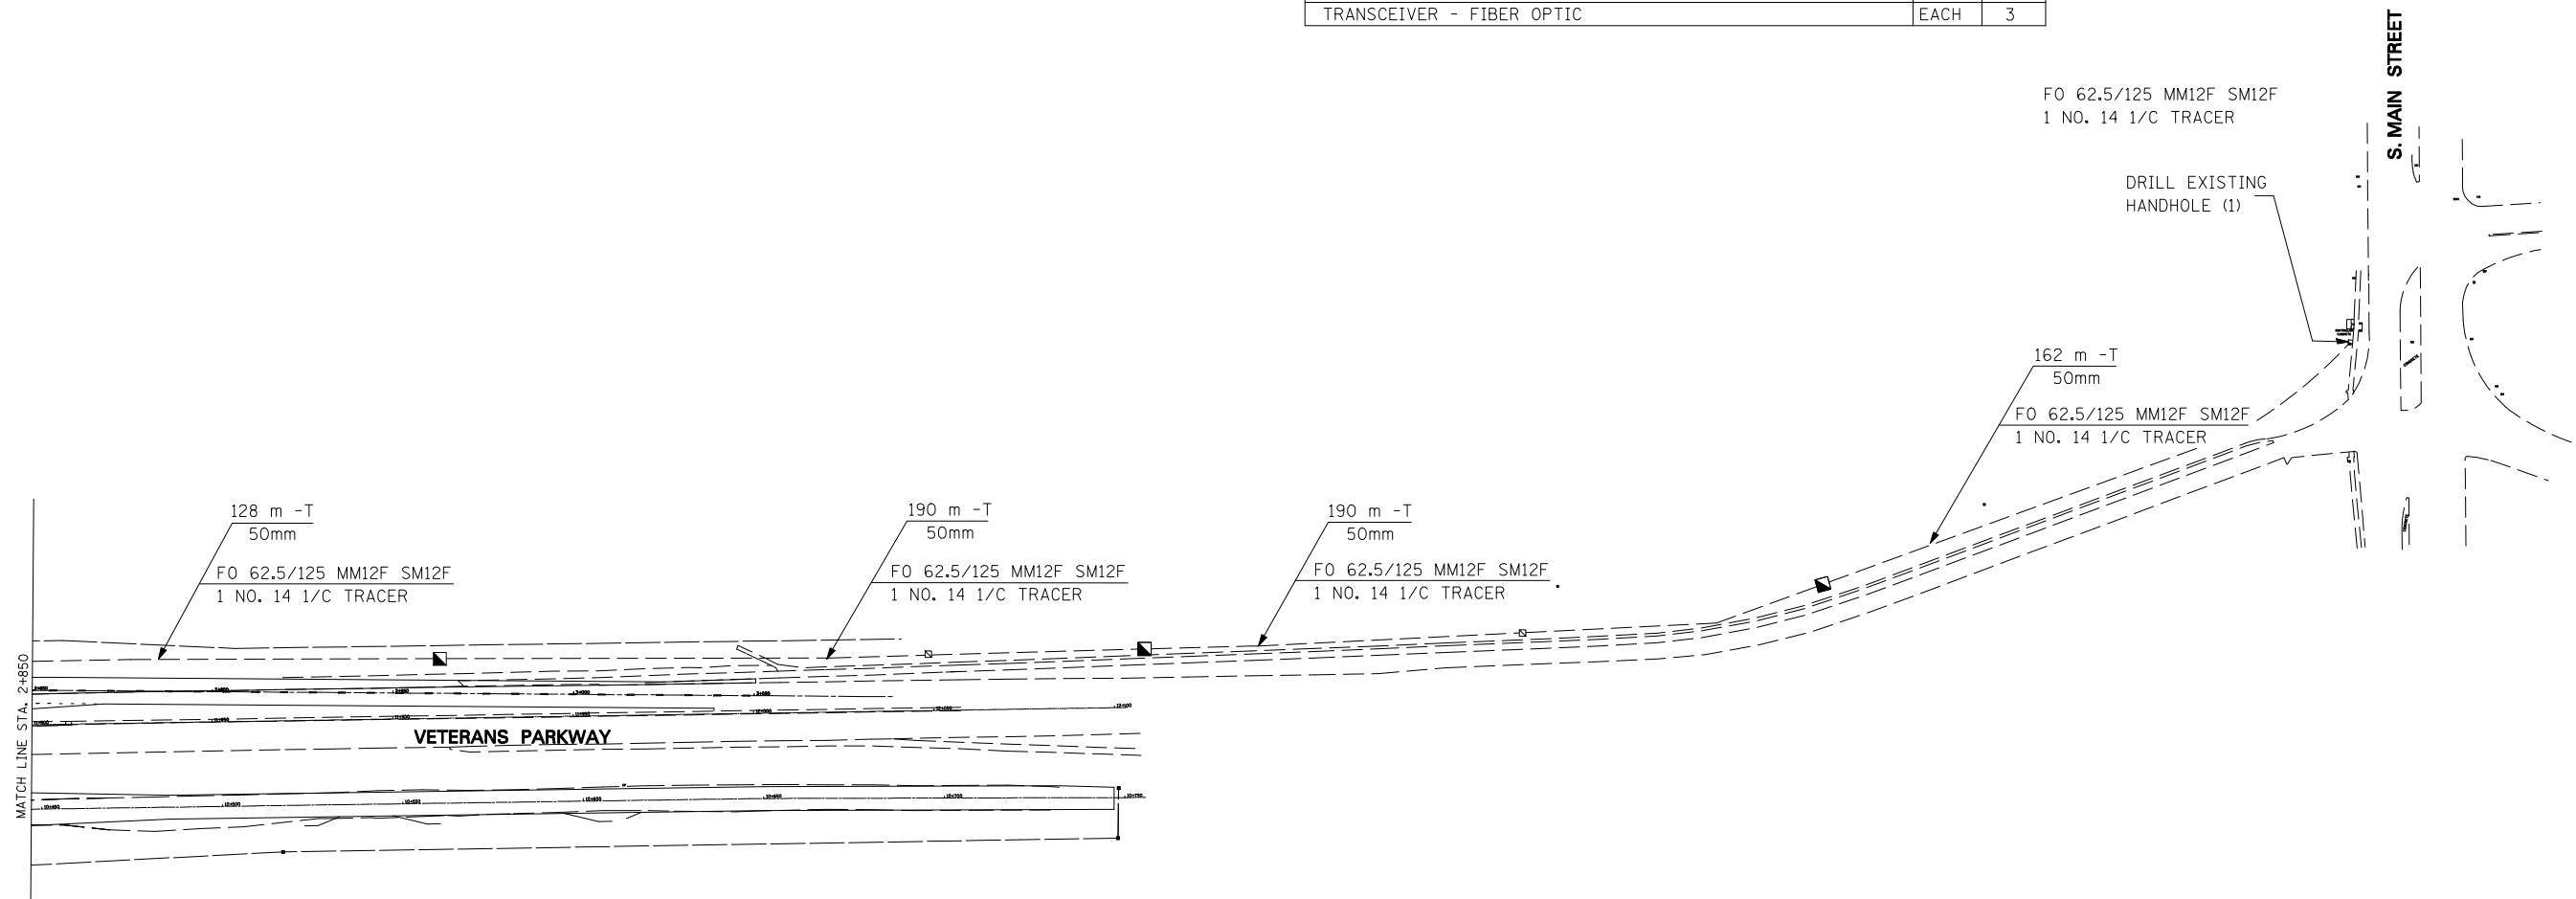 TRANSCEIVER - FIBER OPTIC EACH 3
S. MAIN STREET
FO 62.5/125 MM12F SM12F
1 NO. 14 1/C TRACER
DRILL EXISTING
HANDHOLE (1)
162 m -T
50mm
FO 62.5/125 MM12F SM12F
1 NO. 14 1/C TRACER
128 m -T
50mm
FO 62.5/125 MM12F SM12F
1 NO. 14 1/C TRACER
190 m -T
50mm
FO 62.5/125 MM12F SM12F
1 NO. 14 1/C TRACER
190 m -T
50mm
FO 62.5/125 MM12F SM12F
1 NO. 14 1/C TRACER
MATCH LINE STA. 2+850
VETERANS PARKWAY